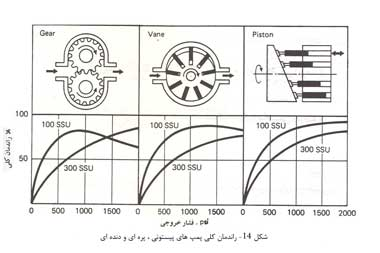 Gear Vane Piston
100
50
٪ راندمان کلی
100 SSU 100 SSU 100 SSU
300 SSU 300 SSU 300 SSU
0 500 1000 1500 0 500 1000 1500 0 500 1000 1500 2000
psi ، فشار خروجی
شکل 14- راندمان کلی پمپ های پیستونی ، پره ای و دنده ای